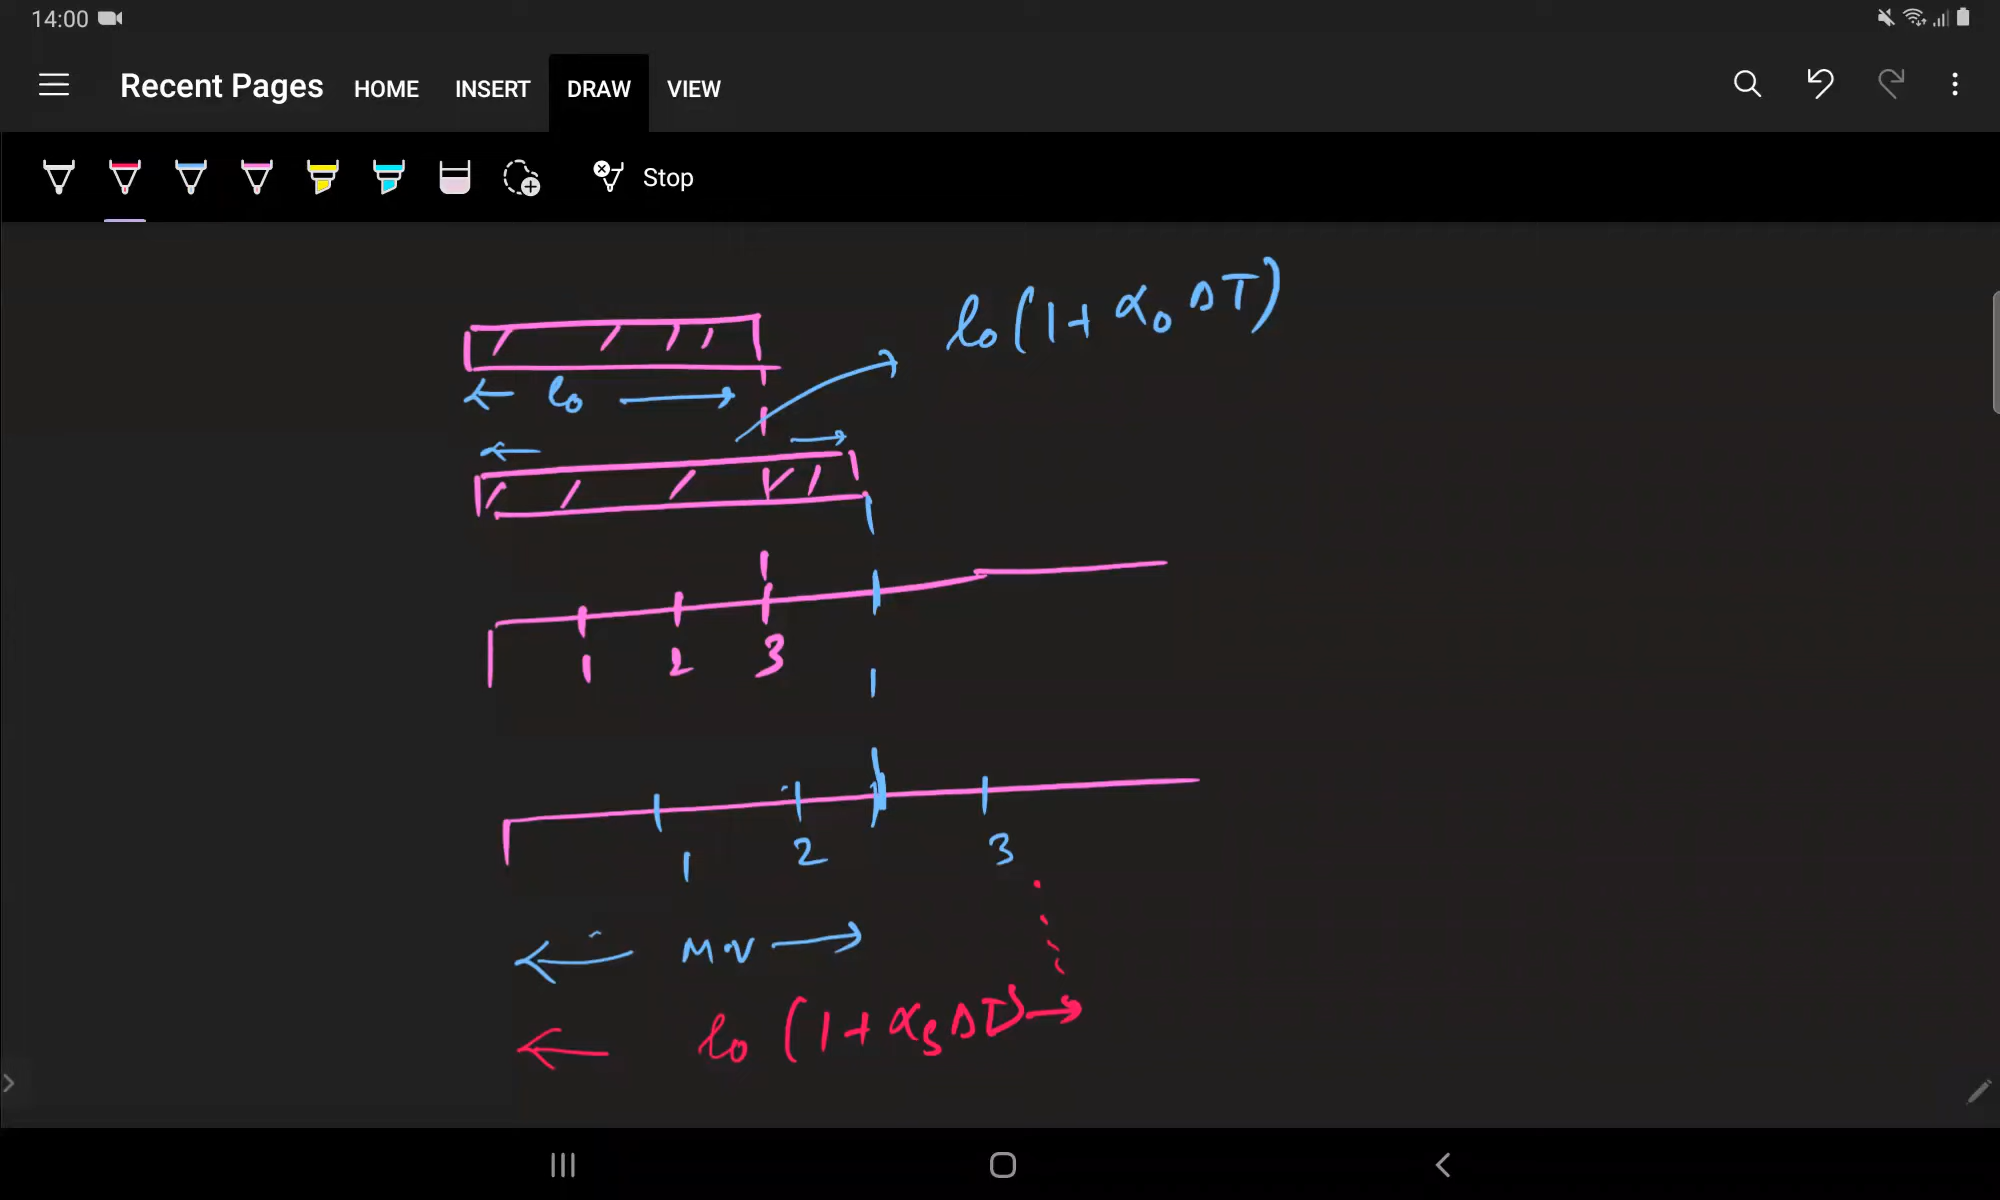 14:00
Recent Pages HOME INSERT DRAW VIEW
Stop
l₀(1+α₀ΔT)
l₀
1 2 3
1 2 3
M.V
l₀(1+αₛΔT)